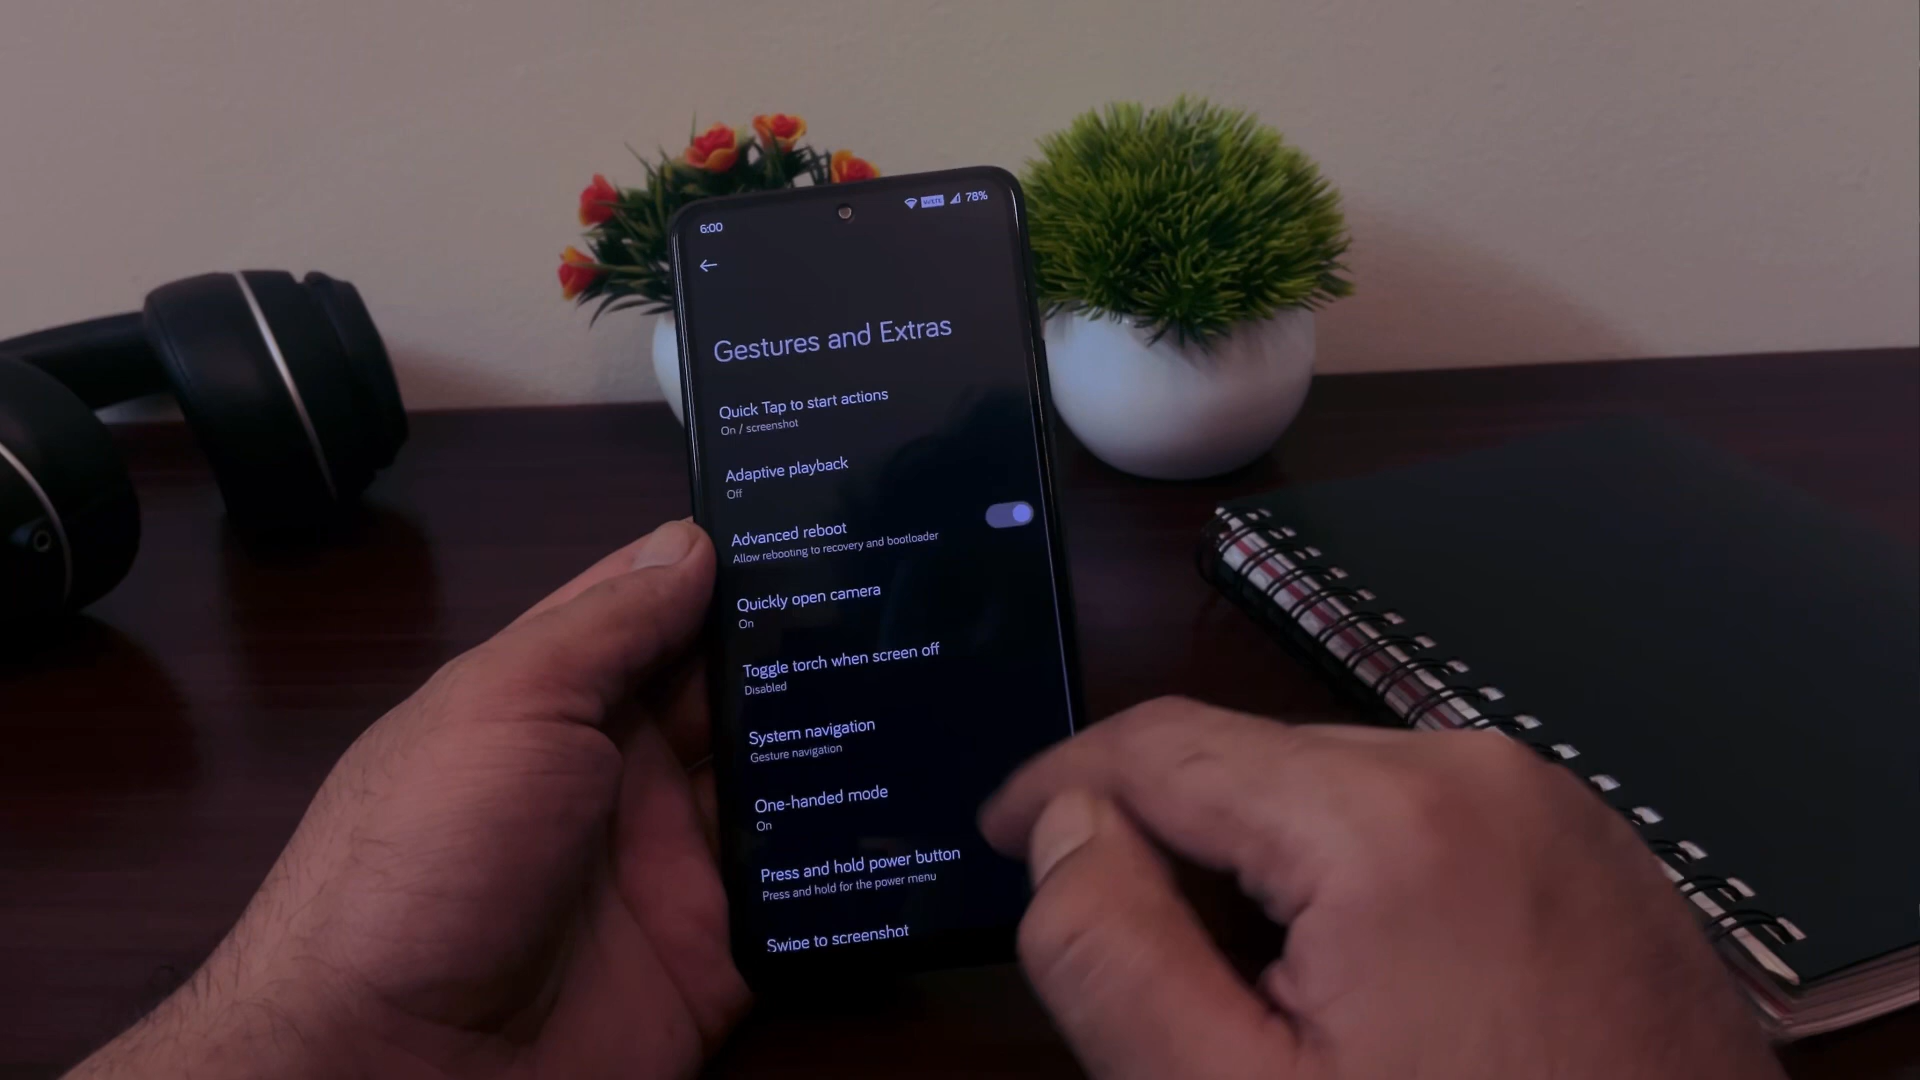 6:00
VoLTE 78%
Gestures and Extras
Quick Tap to start actions
On / screenshot
Adaptive playback
Off
Advanced reboot
Allow rebooting to recovery and bootloader
Quickly open camera
On
Toggle torch when screen off
Disabled
System navigation
Gesture navigation
One-handed mode
On
Press and hold power button
Press and hold for the power menu
Swipe to screenshot